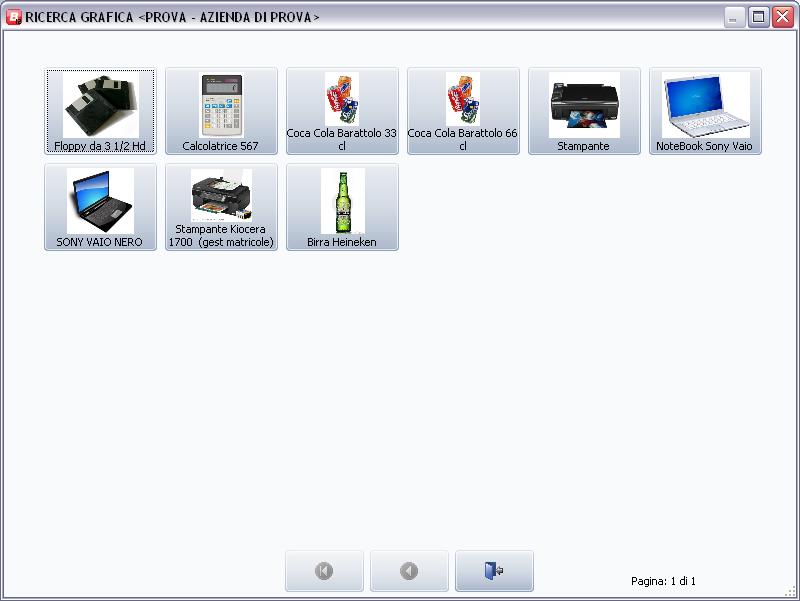 RICERCA GRAFICA <PROVA - AZIENDA DI PROVA>
Floppy da 3 1/2 Hd
Calcolatrice 567
Coca Cola Barattolo 33
cl
Coca Cola Barattolo 66
cl
Stampante
NoteBook Sony Vaio
SONY VAIO NERO
Stampante Kiocera
1700 (gest matricole)
Birra Heineken
Pagina: 1 di 1